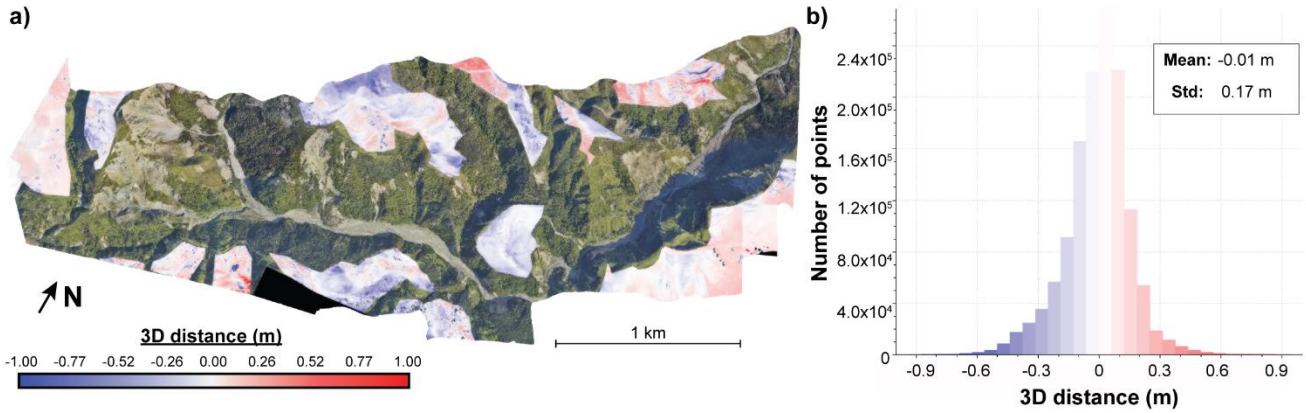 a)
N
3D distance (m)
-1.00 -0.77 -0.52 -0.26 0.00 0.26 0.52 0.77 1.00
1 km
b)
Number of points
2.4x10⁵
2.0x10⁵
1.6x10⁵
1.2x10⁵
8.0x10⁴
4.0x10⁴
0
Mean: -0.01 m
Std: 0.17 m
-0.9 -0.6 -0.3 0 0.3 0.6 0.9
3D distance (m)